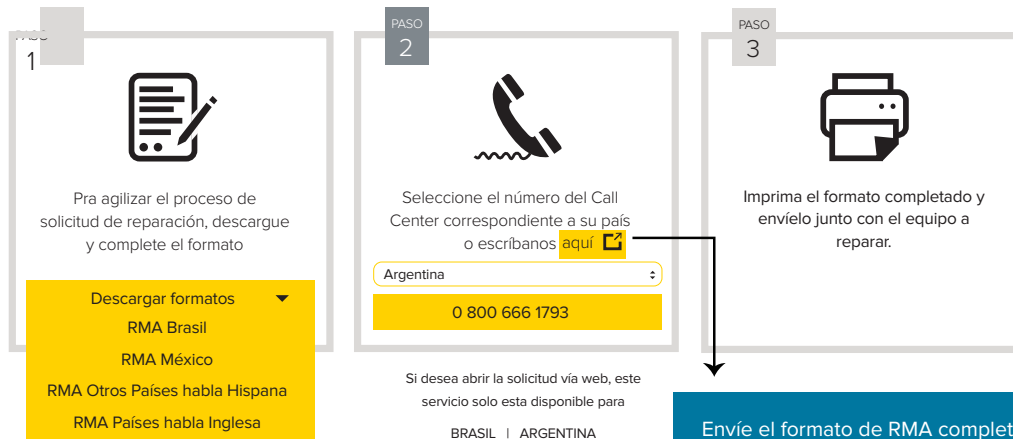 PASO
1
Pra agilizar el proceso de
solicitud de reparación, descargue
y complete el formato
Descargar formatos
RMA Brasil
RMA México
RMA Otros Países habla Hispana
RMA Países habla Inglesa
PASO
2
Seleccione el número del Call
Center correspondiente a su país
o escríbanos aquí
Argentina
0 800 666 1793
Si desea abrir la solicitud vía web, este
servicio solo esta disponible para
BRASIL | ARGENTINA
PASO
3
Imprima el formato completado y
envíelo junto con el equipo a
reparar.
Envíe el formato de RMA complet